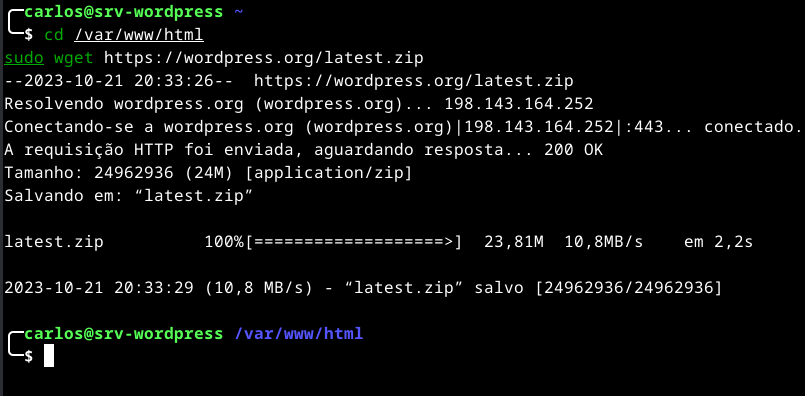 carlos@srv-wordpress ~
$ cd /var/www/html
sudo wget https://wordpress.org/latest.zip
--2023-10-21 20:33:26--  https://wordpress.org/latest.zip
Resolvendo wordpress.org (wordpress.org)... 198.143.164.252
Conectando-se a wordpress.org (wordpress.org)|198.143.164.252|:443... conectado.
A requisição HTTP foi enviada, aguardando resposta... 200 OK
Tamanho: 24962936 (24M) [application/zip]
Salvando em: “latest.zip”
latest.zip          100%[===================>]  23,81M  10,8MB/s    em 2,2s
2023-10-21 20:33:29 (10,8 MB/s) - “latest.zip” salvo [24962936/24962936]
carlos@srv-wordpress /var/www/html
$